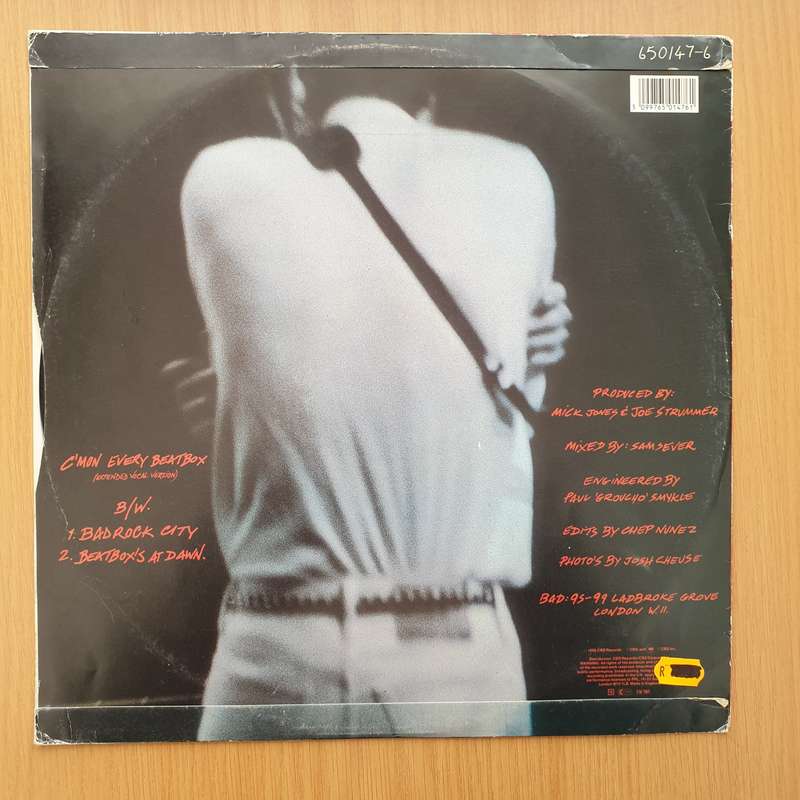 650147-6
5 099765 014761
C'MON EVERY BEATBOX
(EXTENDED VOCAL VERSION)
B/W.
1. BADROCK CITY
2. BEATBOX'S AT DAWN.
PRODUCED BY:
MICK JONES & JOE STRUMMER
MIXED BY: SAM SEVER
ENGINEERED BY
PAUL 'GROUCHO' SMYKLE
EDITS BY CHEP NUNEZ
PHOTO'S BY JOSH CHEUSE
BAD: 95-99 LADBROKE GROVE
LONDON W.11.
R